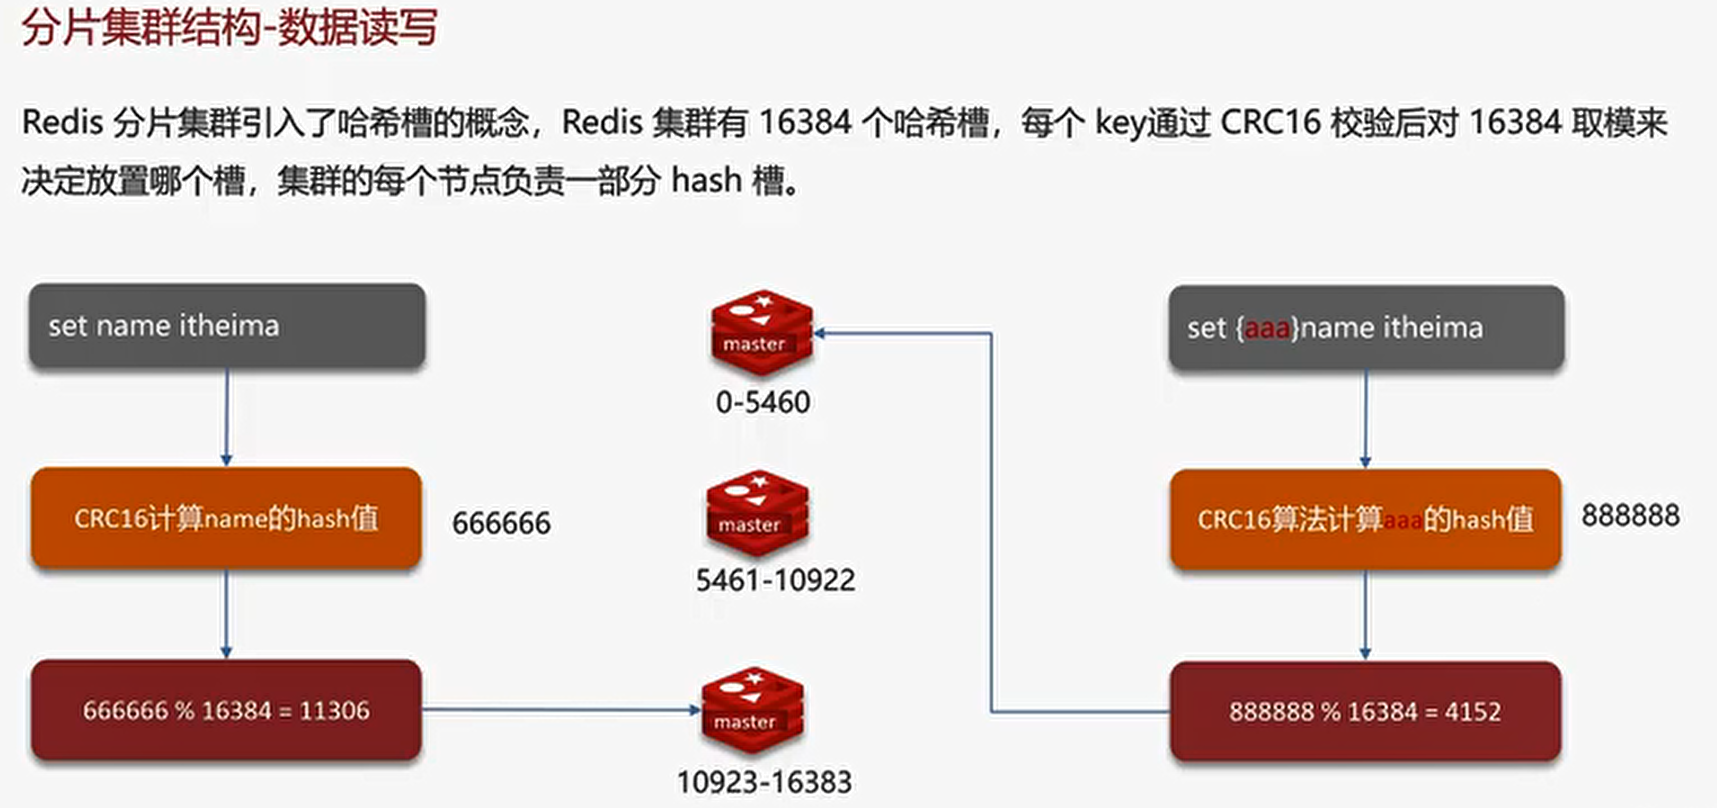 分片集群结构-数据读写
Redis 分片集群引入了哈希槽的概念，Redis 集群有 16384 个哈希槽，每个 key通过 CRC16 校验后对 16384 取模来
决定放置哪个槽，集群的每个节点负责一部分 hash 槽。
set name itheima
CRC16计算name的hash值
666666
666666 % 16384 = 11306
master
0-5460
master
5461-10922
master
10923-16383
set {aaa}name itheima
CRC16算法计算aaa的hash值
888888
888888 % 16384 = 4152